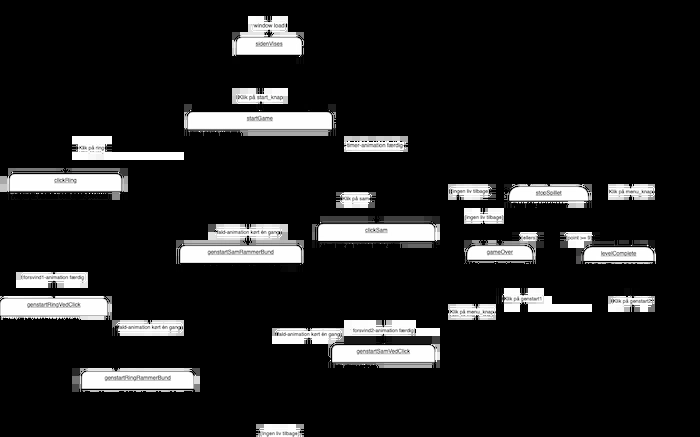 window load
sidenVises
Klik på start_knap
startGame
timer-animation færdig
Klik på ring
clickRing
[ingen liv tilbage]
stopSpillet
Klik på menu_knap
Klik på sam
[ingen liv tilbage]
clickSam
fald-animation kørt én gang
genstartSamRammerBund
point >=
gameOver
levelComplete
forsvind1-animation færdig
genstartRingVedClick
Klik på genstart1
Klik på genstart2
Klik på menu_knap
fald-animation kørt én gang
forsvind2-animation færdig
fald-animation kørt én gang
genstartSamVedClick
genstartRingRammerBund
[ingen liv tilbage]